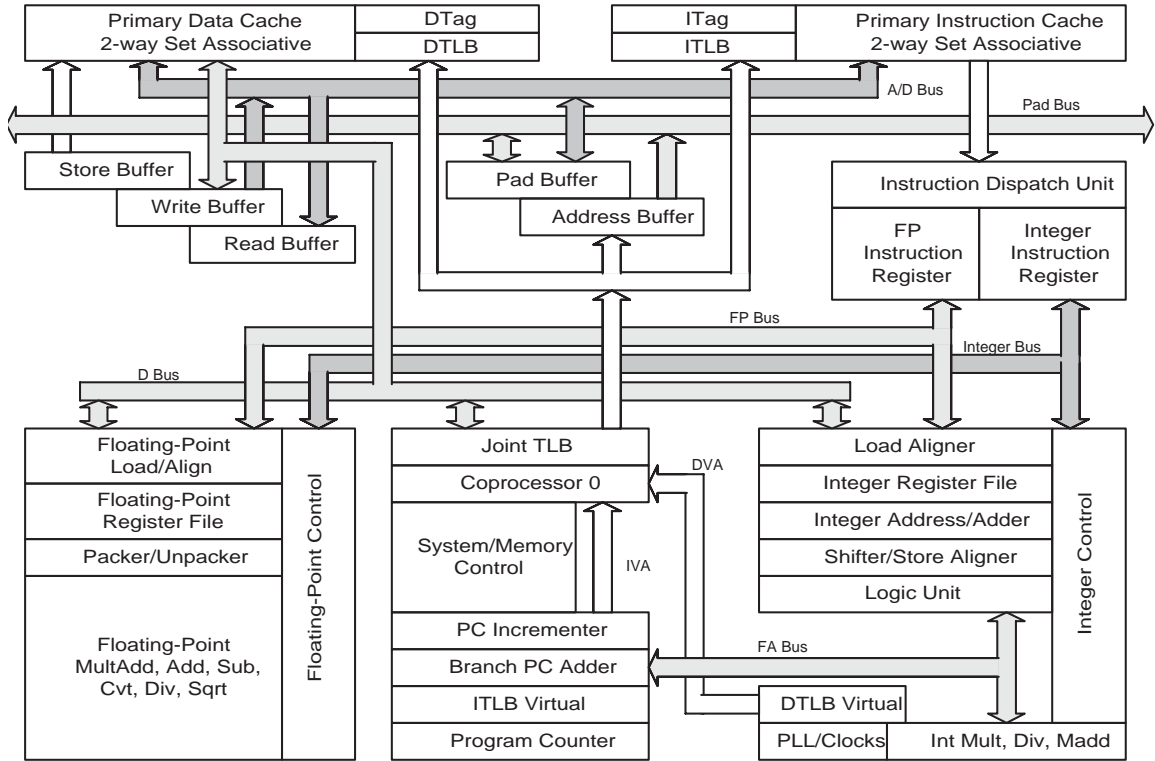 Primary Data Cache
2-way Set Associative
DTag
DTLB
ITag
ITLB
Primary Instruction Cache
2-way Set Associative
A/D Bus
Pad Bus
Store Buffer
Write Buffer
Read Buffer
Pad Buffer
Address Buffer
Instruction Dispatch Unit
FP
Instruction
Register
Integer
Instruction
Register
FP Bus
Integer Bus
D Bus
Floating-Point
Load/Align
Floating-Point
Register File
Packer/Unpacker
Floating-Point
MultAdd, Add, Sub,
Cvt, Div, Sqrt
Floating-Point Control
Joint TLB
Coprocessor 0
System/Memory
Control
IVA
DVA
PC Incrementer
Branch PC Adder
ITLB Virtual
Program Counter
FA Bus
Load Aligner
Integer Register File
Integer Address/Adder
Shifter/Store Aligner
Logic Unit
Integer Control
DTLB Virtual
PLL/Clocks
Int Mult, Div, Madd